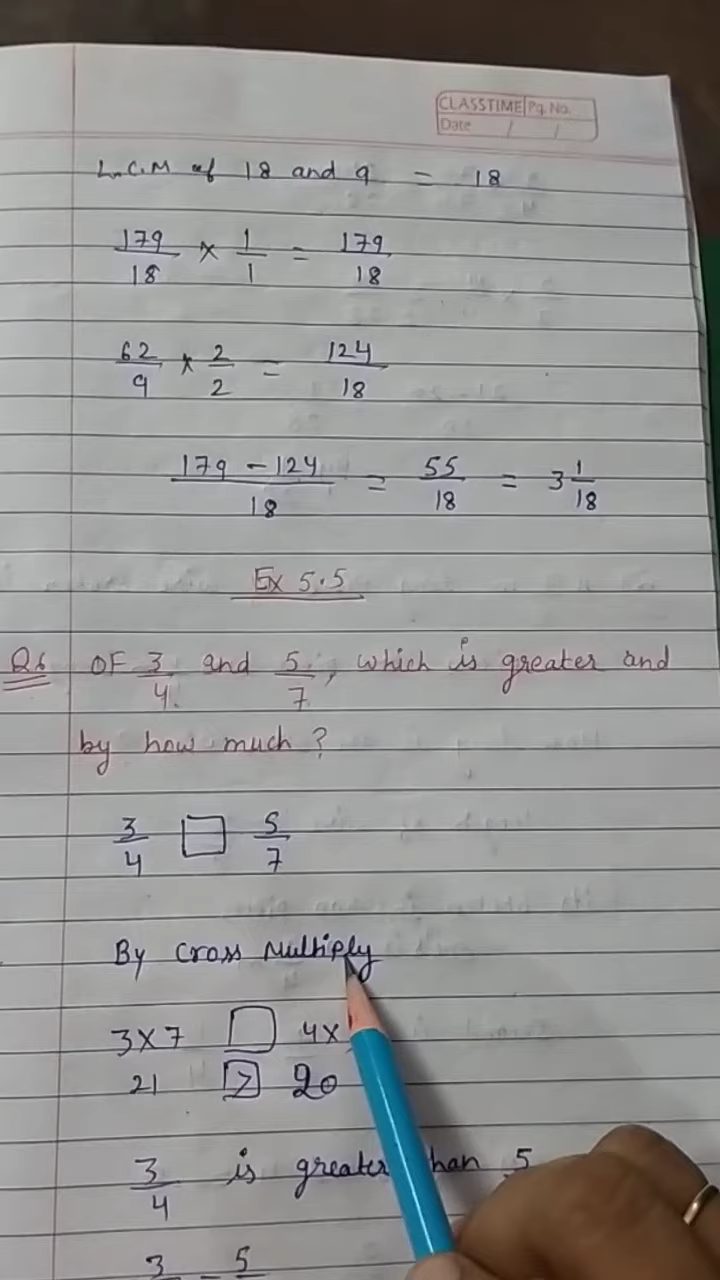 CLASSTIME Pg. No.
Date / /
L.C.M of 18 and 9 = 18
179/18 × 1/1 = 179/18
62/9 × 2/2 = 124/18
179 - 124/18 = 55/18 = 3 1/18
Ex 5.5
Q6 OF 3/4 and 5/7, which is greater and
by how much?
3/4 □ 5/7
By Cross Multiply
3×7 □ 4×
21 > 20
3/4 is greater than 5
3 - 5